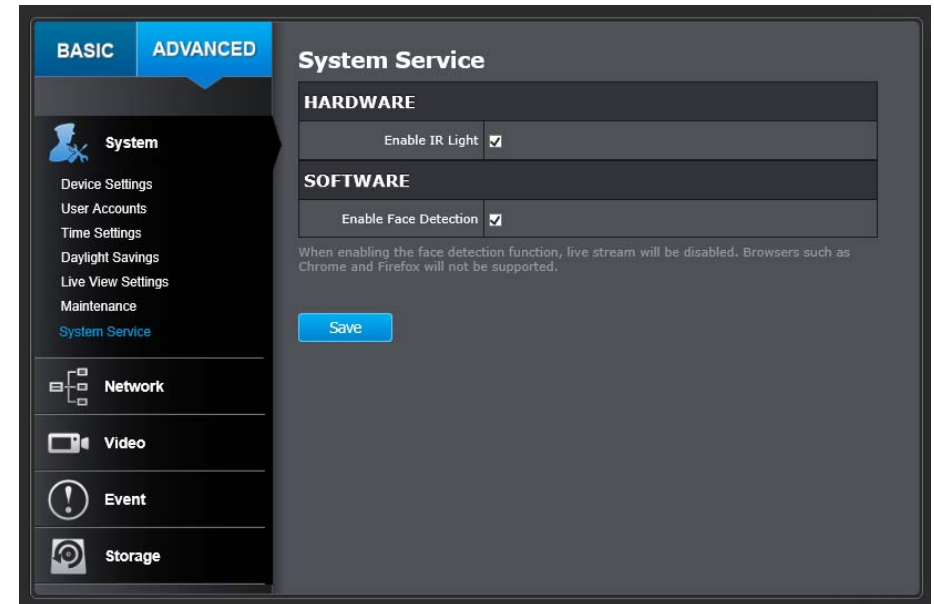 BASIC
ADVANCED
System
Device Settings
User Accounts
Time Settings
Daylight Savings
Live View Settings
Maintenance
System Service
Network
Video
Event
Storage
System Service
HARDWARE
Enable IR Light
SOFTWARE
Enable Face Detection
When enabling the face detection function, live stream will be disabled. Browsers such as
Chrome and Firefox will not be supported.
Save